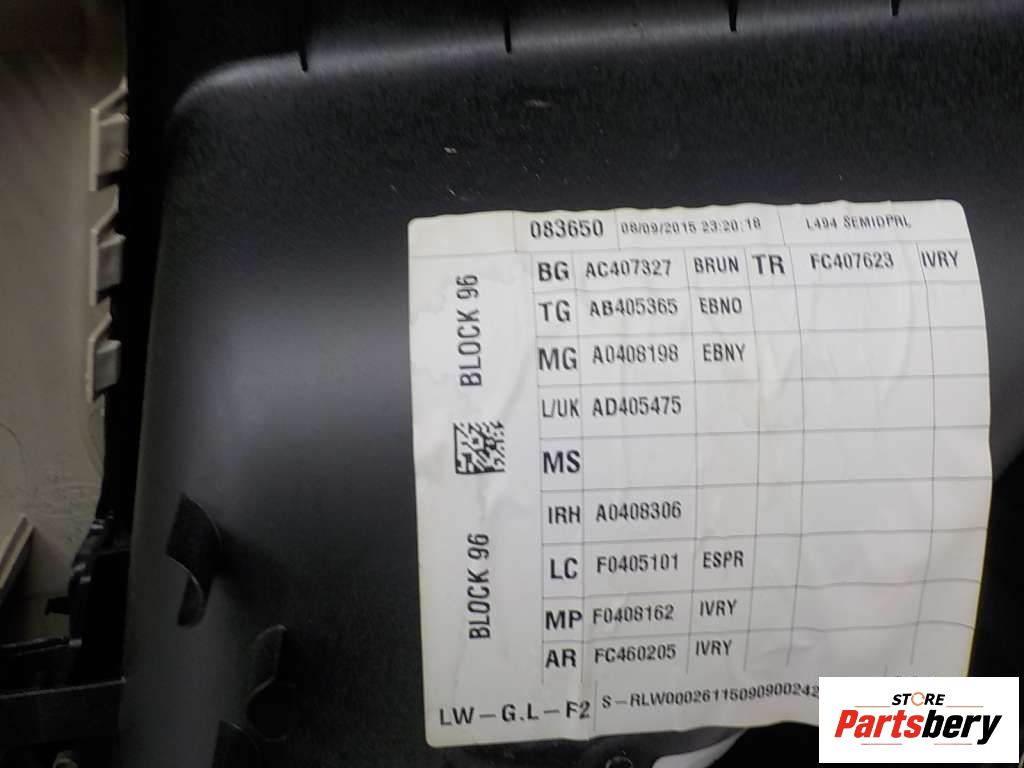 083650 08/09/2015 23:20:18 L494 SEMIDPRL
BG AC407327 BRUN TR FC407623 IVRY
TG AB405365 EBNO
MG A0408198 EBNY
L/UK AD405475
MS
IRH A0408306
LC F0405101 ESPR
MP F0408162 IVRY
AR FC460205 IVRY
BLOCK 96
BLOCK 96
LW-G.L-F2 S-RLW00026115090900242
STORE
Partsbery